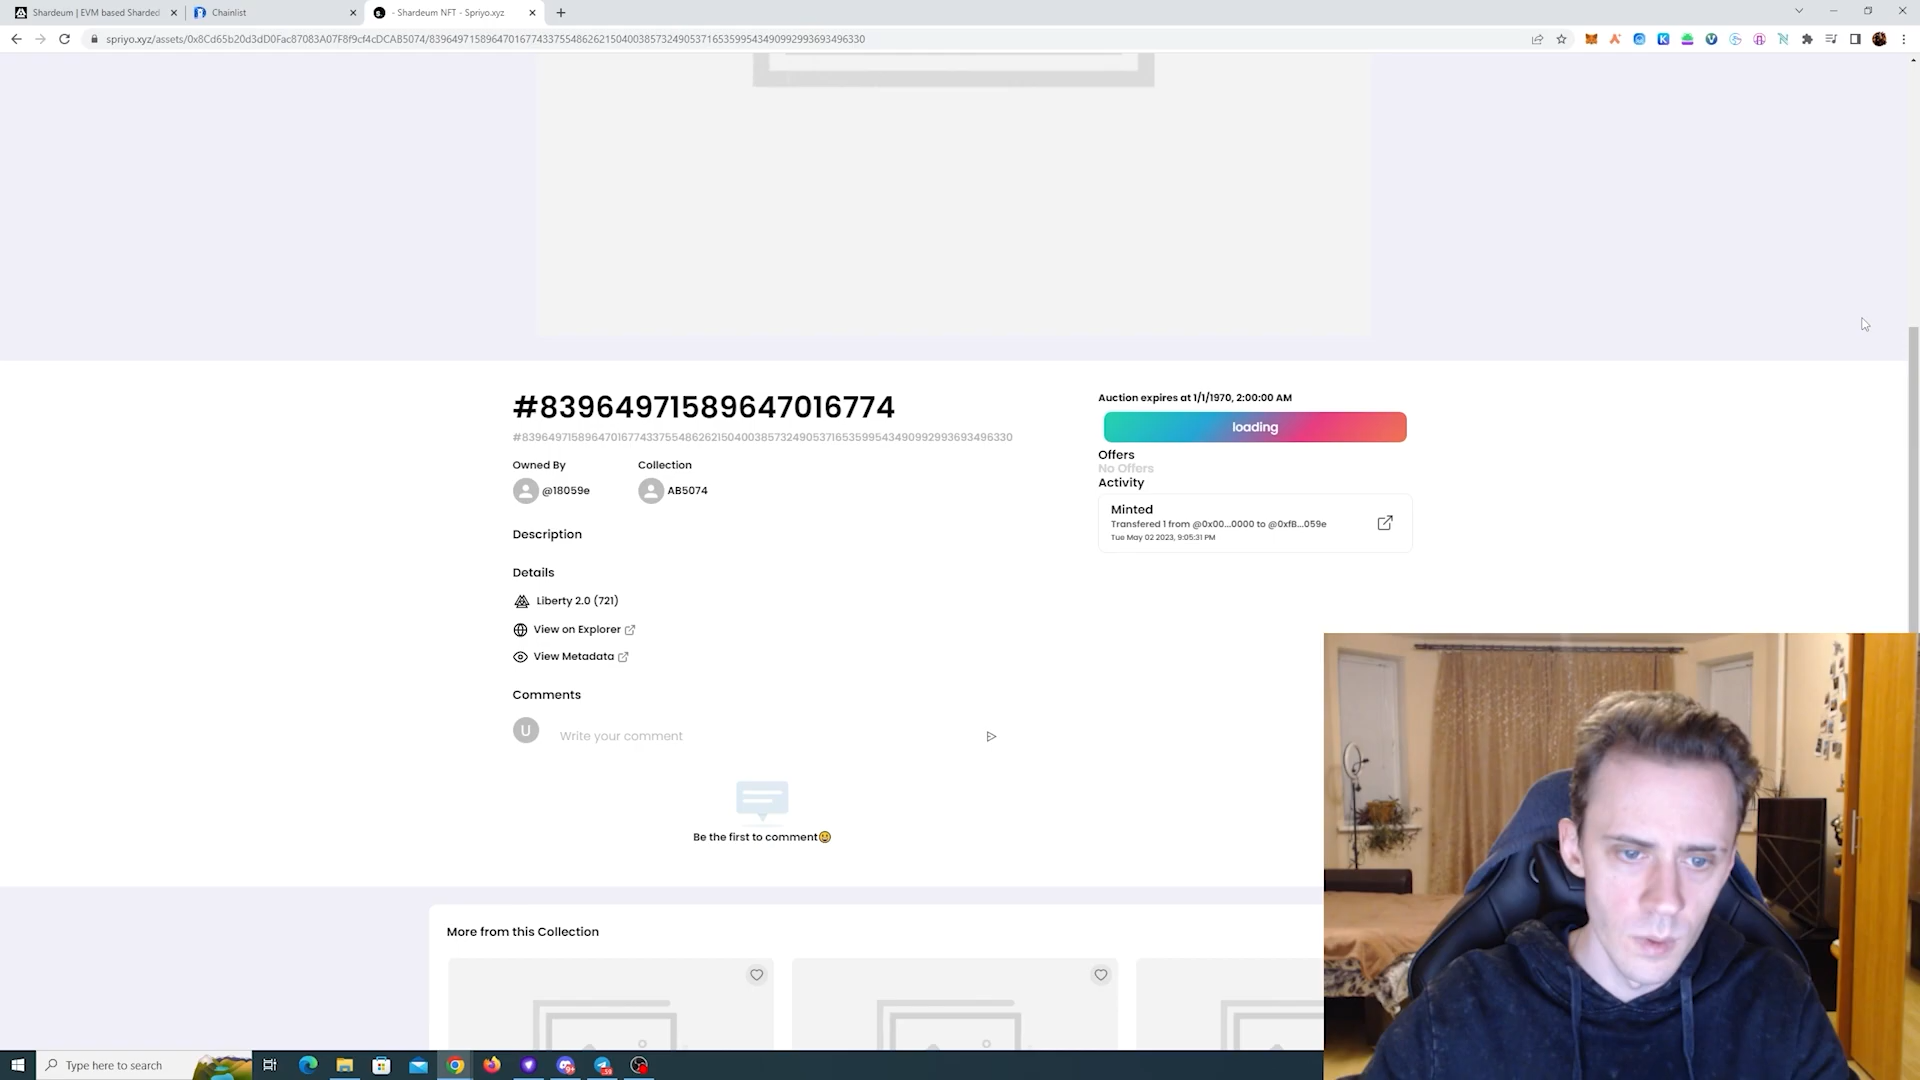 Shardeum | EVM based Sharded
Chainlist
- Shardeum NFT - Spriyo.xyz
spriyo.xyz/assets/0x8Cd65b20d3dD0Fac87083A07F8f9cf4cDCAB5074/83964971589647016774337554862621504003857324905371653599543490992993693496330
#83964971589647016774
#83964971589647016774337554862621504003857324905371653599543490992993693496330
Owned By
Collection
@18059e
AB5074
Description
Details
Liberty 2.0 (721)
View on Explorer
View Metadata
Comments
U
Write your comment
Be the first to comment😃
Auction expires at 1/1/1970, 2:00:00 AM
loading
Offers
No Offers
Activity
Minted
Transfered 1 from @0x00...0000 to @0xfB...059e
Tue May 02 2023, 9:05:31 PM
More from this Collection
Type here to search